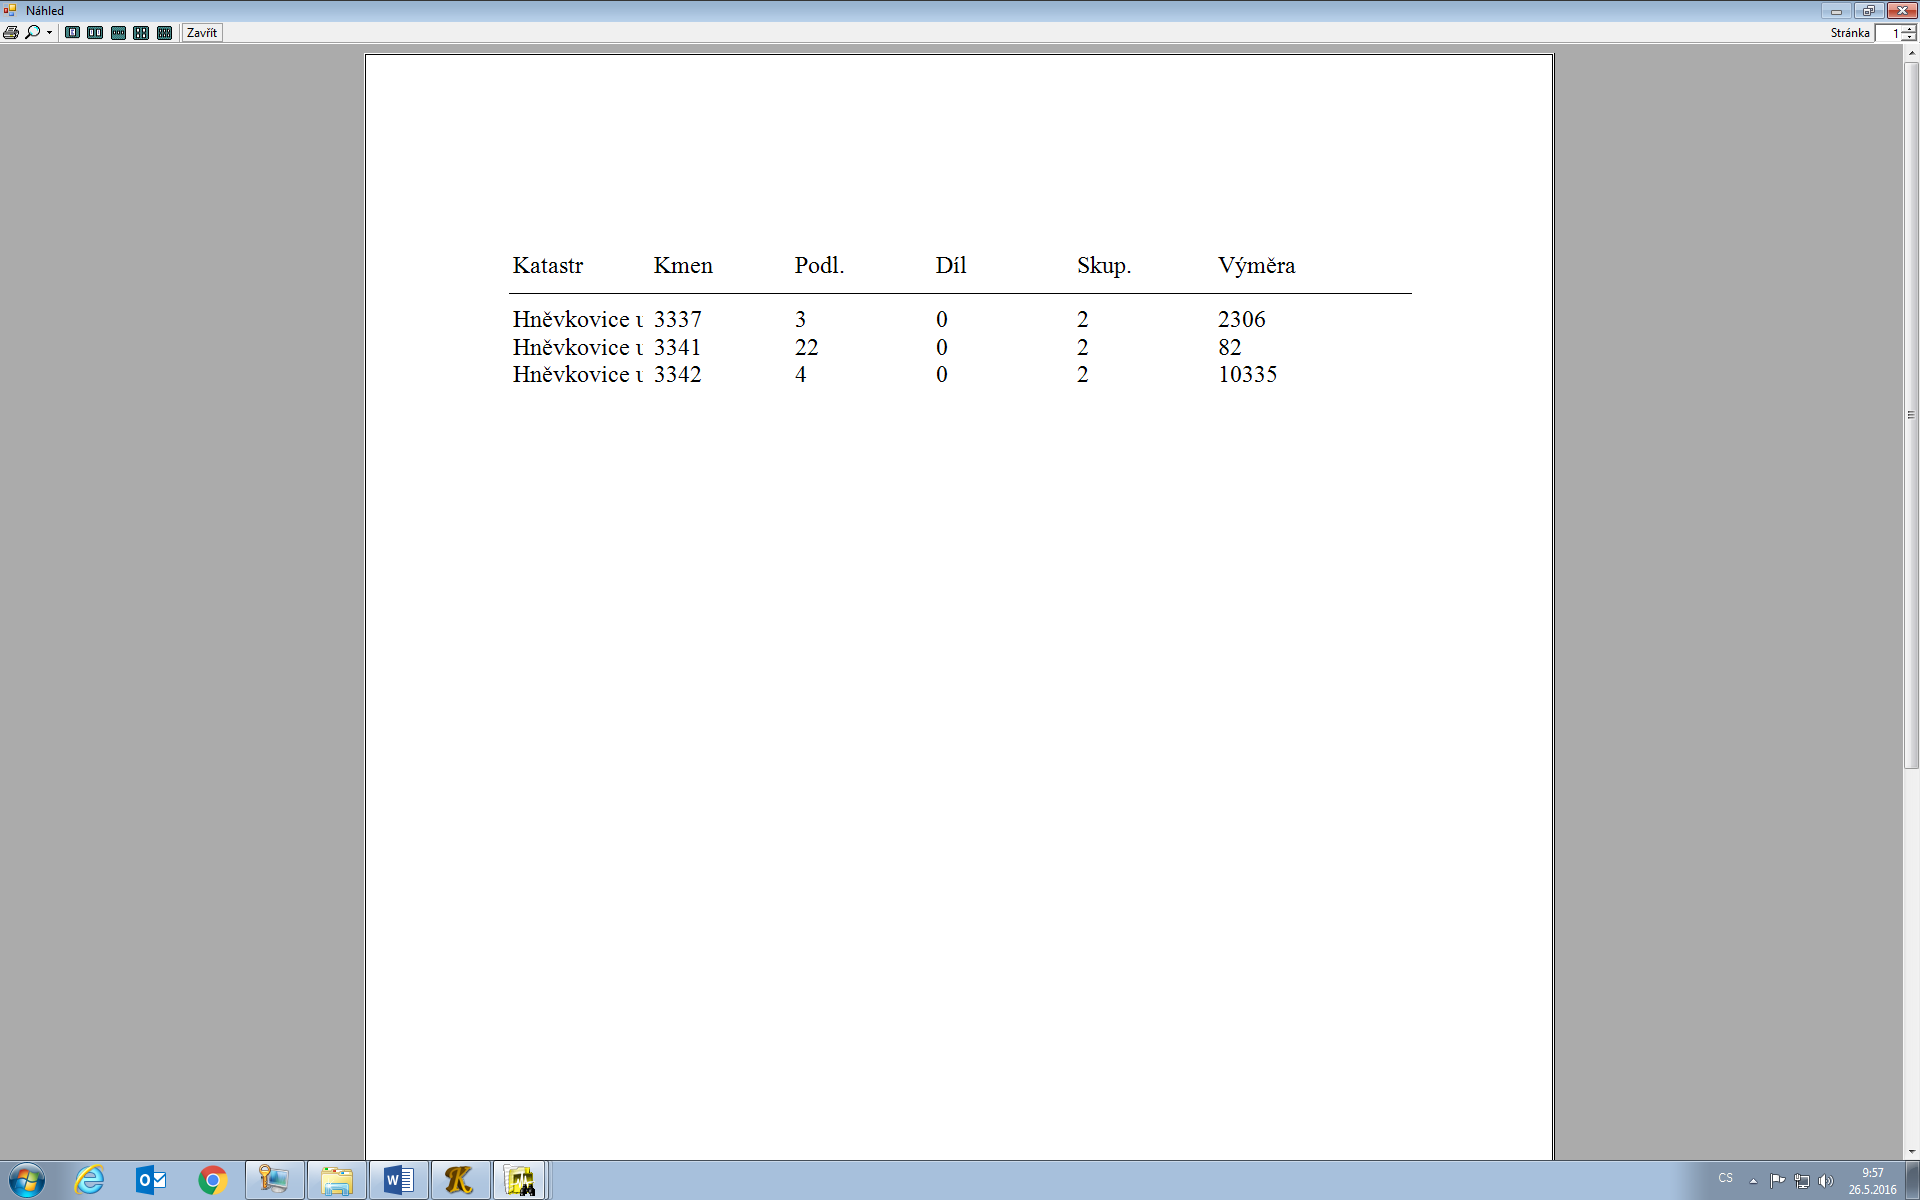 Náhled
Zavřít Stránka 1
Katastr Kmen Podl. Díl Skup. Výměra
Hněvkovice u 3337 3 0 2 2306
Hněvkovice u 3341 22 0 2 82
Hněvkovice u 3342 4 0 2 10335
CS 9:57
26.5.2016